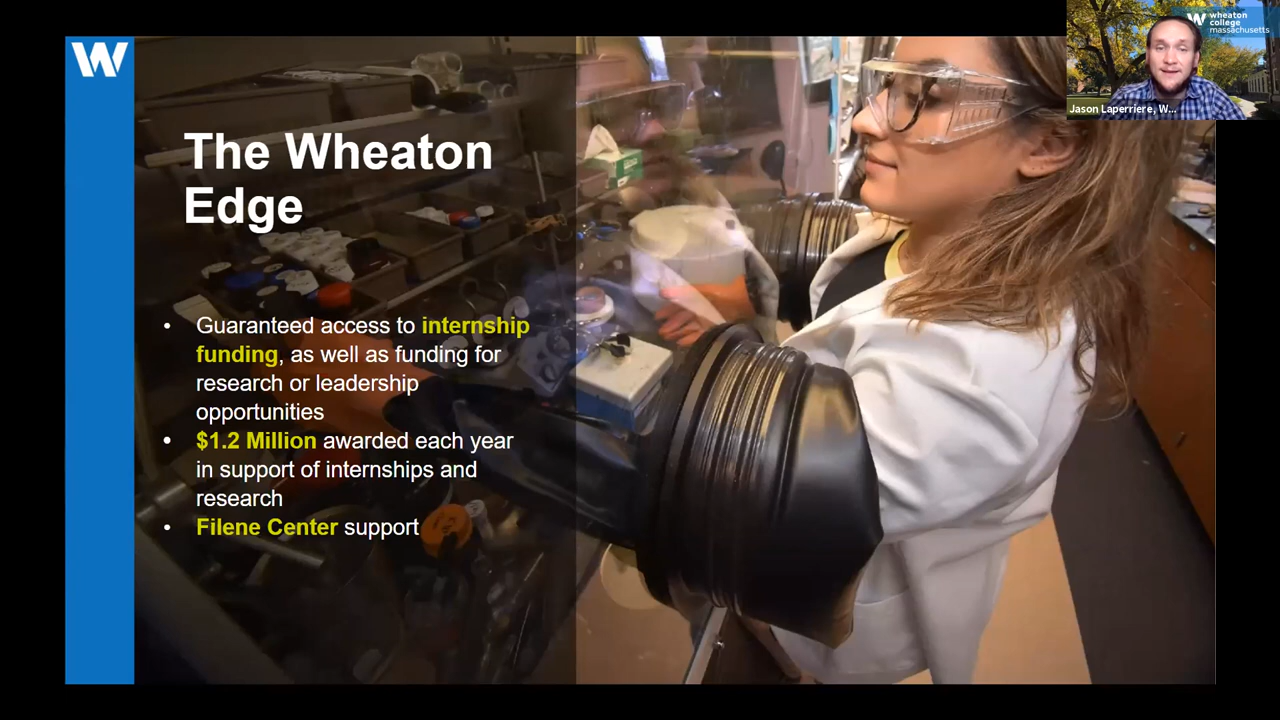 W
The Wheaton
Edge
• Guaranteed access to internship
funding, as well as funding for
research or leadership
opportunities
• $1.2 Million awarded each year
in support of internships and
research
• Filene Center support
W wheaton
college
massachusetts
Jason Laperriere, W...